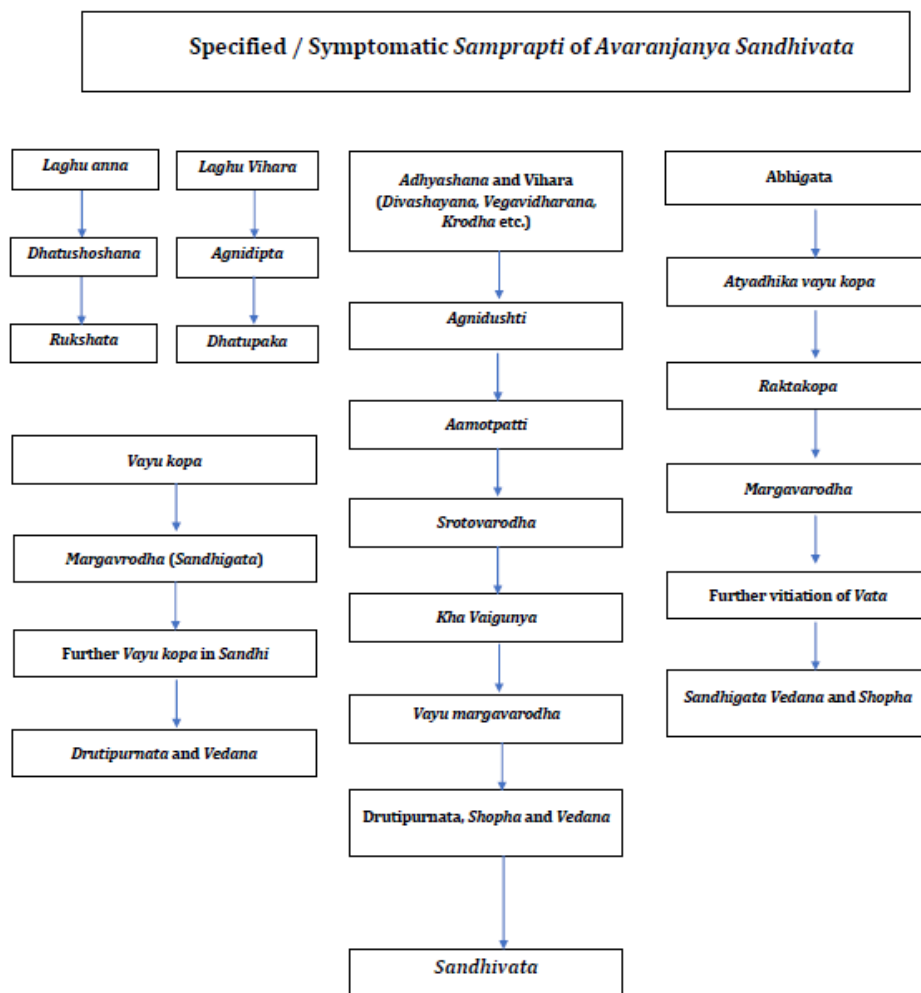 Specified / Symptomatic Samprapti of Avaranjanya Sandhivata
Laghu anna
Dhatushoshana
Rukshata
Laghu Vihara
Agnidipta
Dhatupaka
Vayu kopa
Margavrodha (Sandhigata)
Further Vayu kopa in Sandhi
Drutipurnata and Vedana
Adhyashana and Vihara
(Divashayana, Vegavidharana,
Krodha etc.)
Agnidushti
Aamotpatti
Srotovarodha
Kha Vaigunya
Vayu margavarodha
Drutipurnata, Shopha and Vedana
Sandhivata
Abhigata
Atyadhika vayu kopa
Raktakopa
Margavarodha
Further vitiation of Vata
Sandhigata Vedana and Shopha